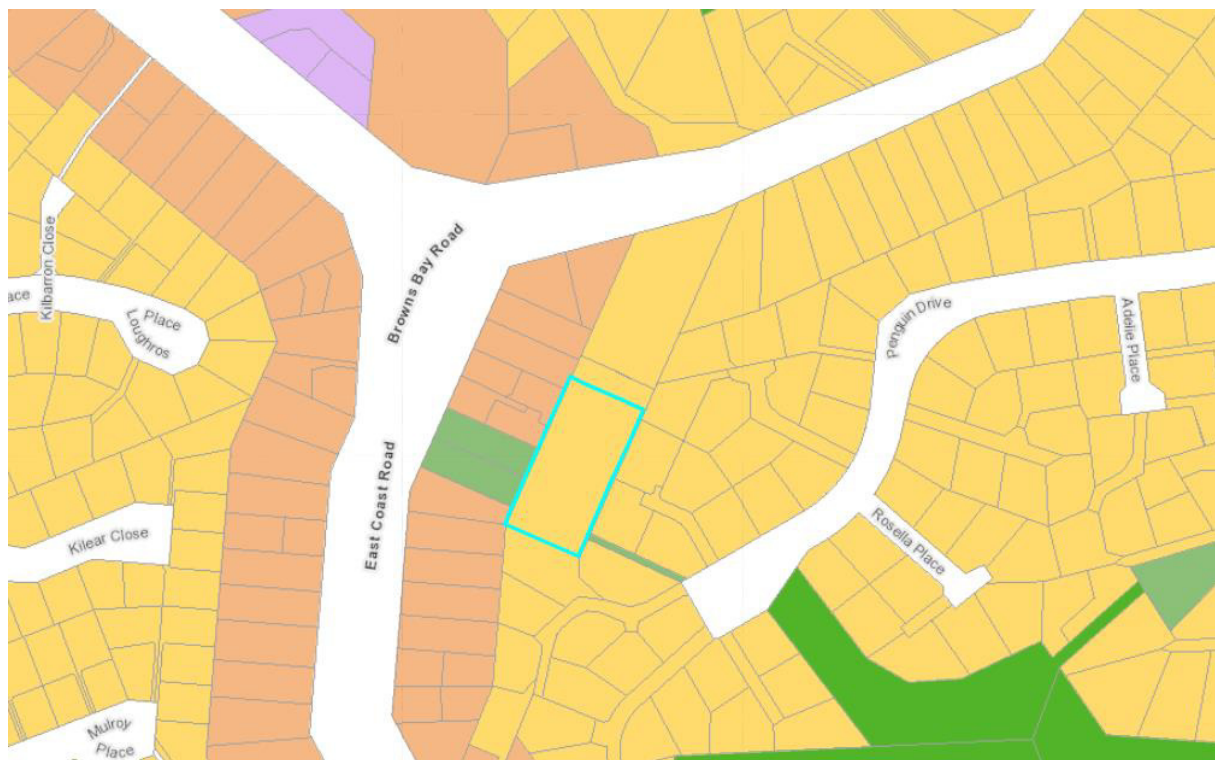 Browns Bay Road
Kilbarron Close
ace
Place
Loughros
Penguin Drive
Adelie Place
East Coast Road
Kilear Close
Rosella Place
Mulroy
Place